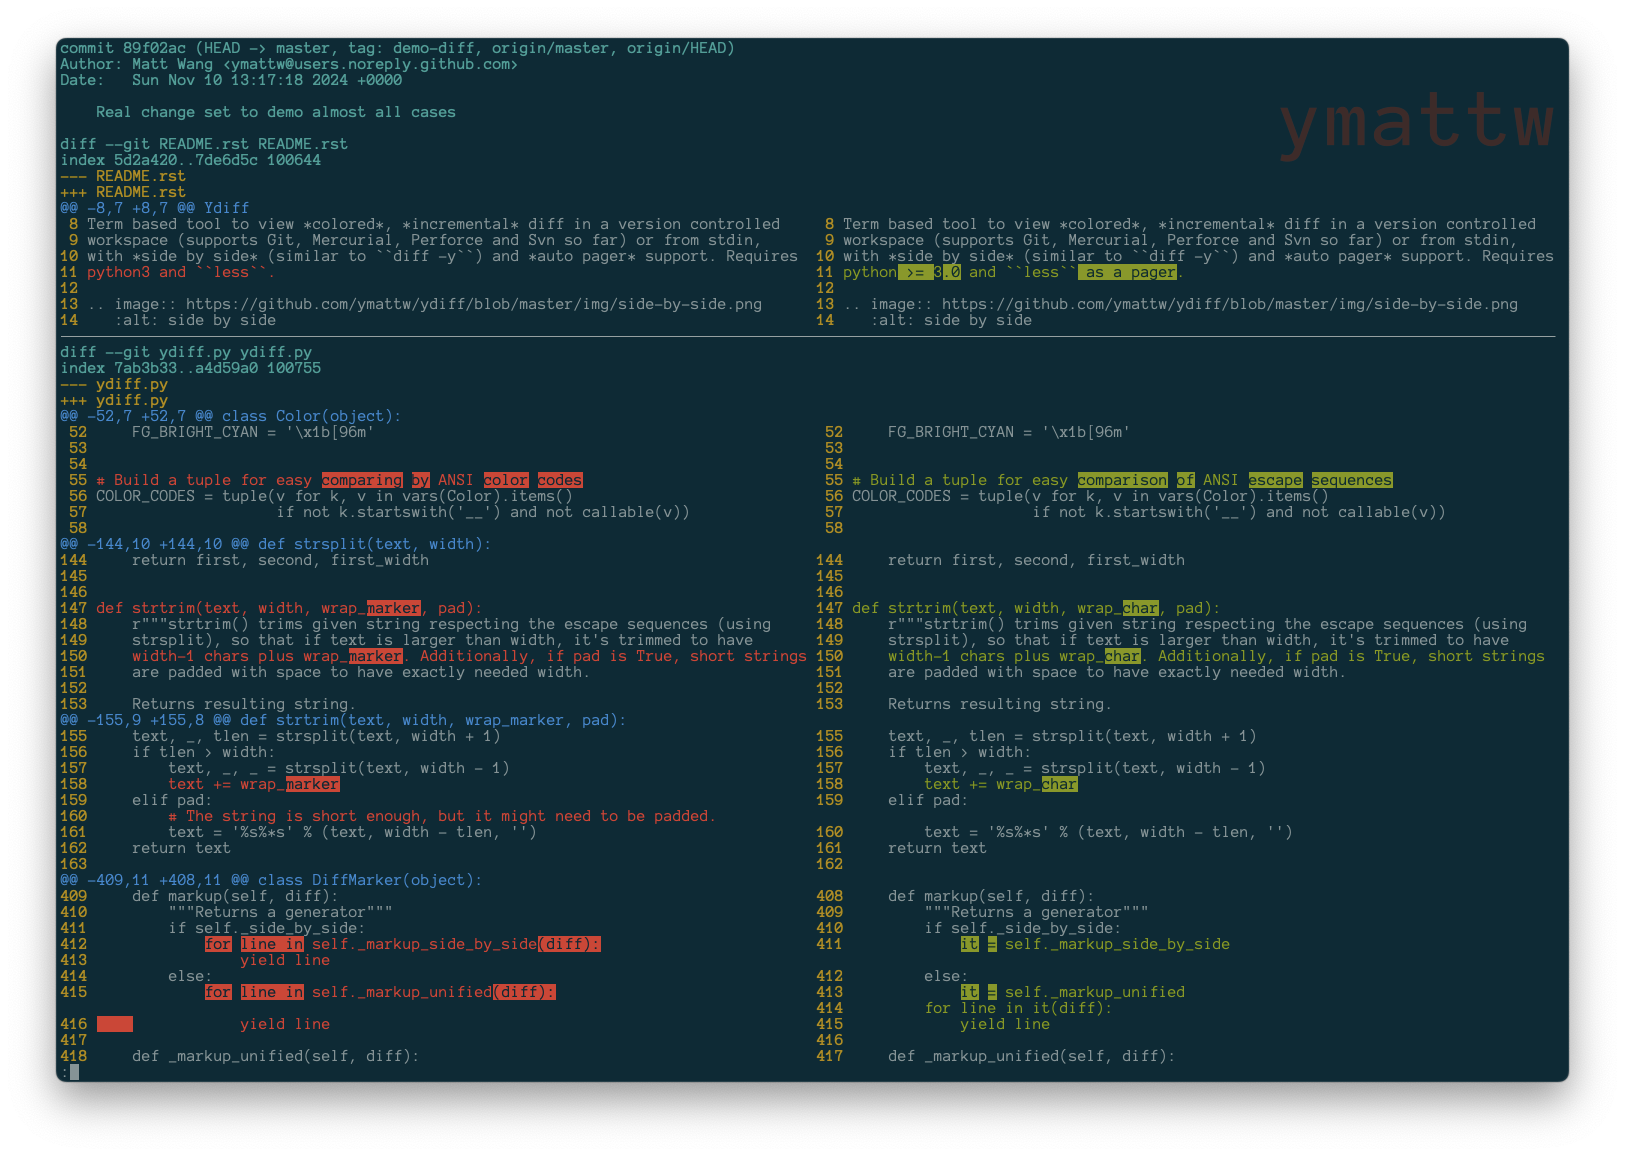 commit 89f02ac (HEAD -> master, tag: demo-diff, origin/master, origin/HEAD)
Author: Matt Wang <ymattw@users.noreply.github.com>
Date:   Sun Nov 10 13:17:18 2024 +0000
    Real change set to demo almost all cases
ymattw
diff --git README.rst README.rst
index 5d2a420..7de6d5c 100644
--- README.rst
+++ README.rst
@@ -8,7 +8,7 @@ Ydiff
 8 Term based tool to view *colored*, *incremental* diff in a version controlled     8 Term based tool to view *colored*, *incremental* diff in a version controlled
 9 workspace (supports Git, Mercurial, Perforce and Svn so far) or from stdin,       9 workspace (supports Git, Mercurial, Perforce and Svn so far) or from stdin,
10 with *side by side* (similar to ``diff -y``) and *auto pager* support. Requires  10 with *side by side* (similar to ``diff -y``) and *auto pager* support. Requires
11 python3 and ``less``.                                                            11 python >= 3.0 and ``less`` as a pager.
12                                                                                  12
13 .. image:: https://github.com/ymattw/ydiff/blob/master/img/side-by-side.png      13 .. image:: https://github.com/ymattw/ydiff/blob/master/img/side-by-side.png
14    :alt: side by side                                                            14    :alt: side by side
diff --git ydiff.py ydiff.py
index 7ab3b33..a4d59a0 100755
--- ydiff.py
+++ ydiff.py
@@ -52,7 +52,7 @@ class Color(object):
 52     FG_BRIGHT_CYAN = '\x1b[96m'                                                  52     FG_BRIGHT_CYAN = '\x1b[96m'
 53                                                                                  53
 54                                                                                  54
 55 # Build a tuple for easy comparing by ANSI color codes                           55 # Build a tuple for easy comparison of ANSI escape sequences
 56 COLOR_CODES = tuple(v for k, v in vars(Color).items()                            56 COLOR_CODES = tuple(v for k, v in vars(Color).items()
 57                     if not k.startswith('__') and not callable(v))               57                     if not k.startswith('__') and not callable(v))
 58                                                                                  58
@@ -144,10 +144,10 @@ def strsplit(text, width):
144     return first, second, first_width                                           144     return first, second, first_width
145                                                                                 145
146                                                                                 146
147 def strtrim(text, width, wrap_marker, pad):                                     147 def strtrim(text, width, wrap_char, pad):
148     r"""strtrim() trims given string respecting the escape sequences (using     148     r"""strtrim() trims given string respecting the escape sequences (using
149     strsplit), so that if text is larger than width, it's trimmed to have       149     strsplit), so that if text is larger than width, it's trimmed to have
150     width-1 chars plus wrap_marker. Additionally, if pad is True, short strings 150     width-1 chars plus wrap_char. Additionally, if pad is True, short strings
151     are padded with space to have exactly needed width.                         151     are padded with space to have exactly needed width.
152                                                                                 152
153     Returns resulting string.                                                   153     Returns resulting string.
@@ -155,9 +155,8 @@ def strtrim(text, width, wrap_marker, pad):
155     text, _, tlen = strsplit(text, width + 1)                                   155     text, _, tlen = strsplit(text, width + 1)
156     if tlen > width:                                                            156     if tlen > width:
157         text, _, _ = strsplit(text, width - 1)                                  157         text, _, _ = strsplit(text, width - 1)
158         text += wrap_marker                                                     158         text += wrap_char
159     elif pad:                                                                   159     elif pad:
160         # The string is short enough, but it might need to be padded.
161         text = '%s%*s' % (text, width - tlen, '')                               160         text = '%s%*s' % (text, width - tlen, '')
162     return text                                                                 161     return text
163                                                                                 162
@@ -409,11 +408,11 @@ class DiffMarker(object):
409     def markup(self, diff):                                                     408     def markup(self, diff):
410         """Returns a generator"""                                               409         """Returns a generator"""
411         if self._side_by_side:                                                  410         if self._side_by_side:
412             for line in self._markup_side_by_side(diff):                        411             it = self._markup_side_by_side
413                 yield line
414         else:                                                                   412         else:
415             for line in self._markup_unified(diff):                             413             it = self._markup_unified
                                                                                    414         for line in it(diff):
416                 yield line                                                      415             yield line
417                                                                                 416
418     def _markup_unified(self, diff):                                            417     def _markup_unified(self, diff):
: